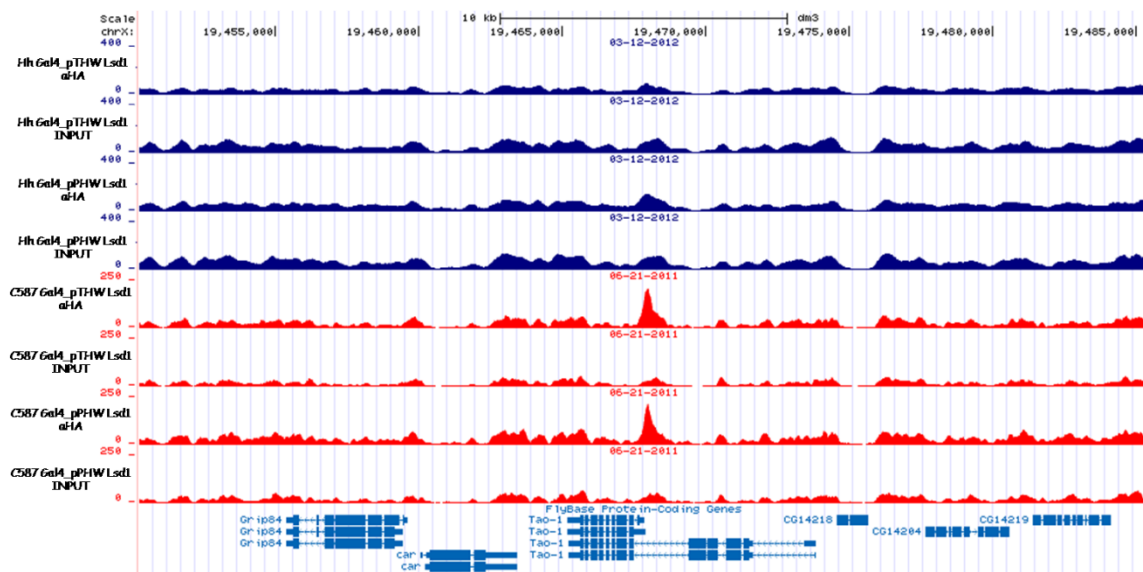 Scale 10 kb dm3
chrX: 19,455,000 19,460,000 19,465,000 19,470,000 19,475,000 19,480,000 19,485,000
400 _ 03-12-2012
Hh Gal4_pTHW Lsd1
αHA
0 _
400 _ 03-12-2012
Hh Gal4_pTHW Lsd1
INPUT
0 _
400 _ 03-12-2012
Hh Gal4_pPHW Lsd1
αHA
0 _
400 _ 03-12-2012
Hh Gal4_pPHW Lsd1
INPUT
0 _
250 _ 06-21-2011
C587 Gal4_pTHW Lsd1
αHA
0 _
250 _ 06-21-2011
C587 Gal4_pTHW Lsd1
INPUT
0 _
250 _ 06-21-2011
C587 Gal4_pPHW Lsd1
αHA
0 _
250 _ 06-21-2011
C587 Gal4_pPHW Lsd1
INPUT
0 _
FlyBase Protein-Coding Genes
Grip84 Tao-1 CG14218 CG14219
Grip84 Tao-1 CG14204
Grip84 Tao-1
car Tao-1
car